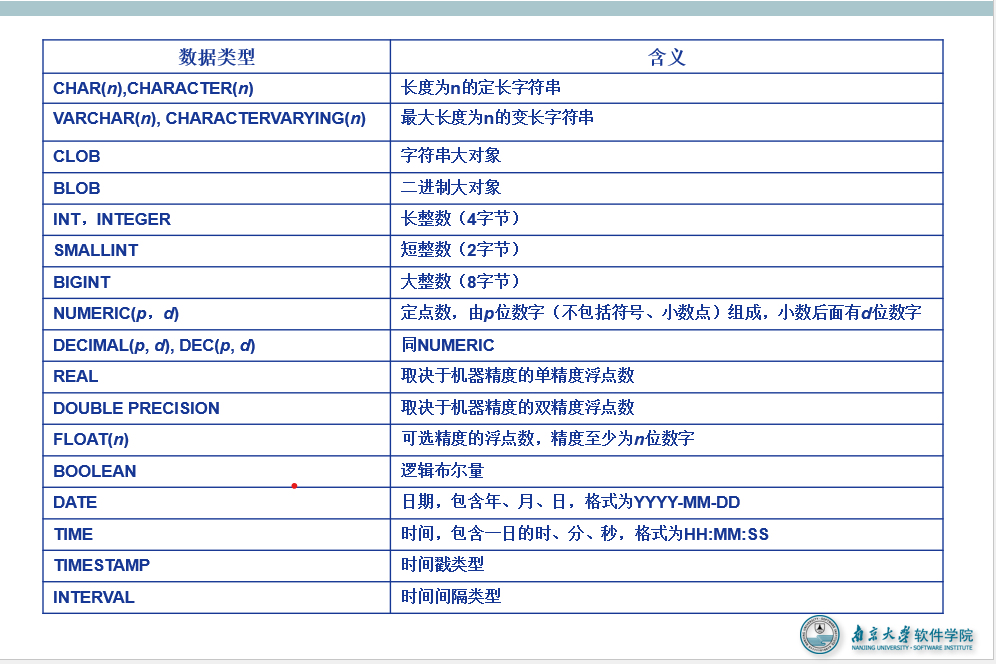 数据类型 含义
CHAR(n),CHARACTER(n) 长度为n的定长字符串
VARCHAR(n), CHARACTERVARYING(n) 最大长度为n的变长字符串
CLOB 字符串大对象
BLOB 二进制大对象
INT，INTEGER 长整数（4字节）
SMALLINT 短整数（2字节）
BIGINT 大整数（8字节）
NUMERIC(p，d) 定点数，由p位数字（不包括符号、小数点）组成，小数后面有d位数字
DECIMAL(p, d), DEC(p, d) 同NUMERIC
REAL 取决于机器精度的单精度浮点数
DOUBLE PRECISION 取决于机器精度的双精度浮点数
FLOAT(n) 可选精度的浮点数，精度至少为n位数字
BOOLEAN 逻辑布尔量
DATE 日期，包含年、月、日，格式为YYYY-MM-DD
TIME 时间，包含一日的时、分、秒，格式为HH:MM:SS
TIMESTAMP 时间戳类型
INTERVAL 时间间隔类型
南京大学软件学院
NANJING UNIVERSITY · SOFTWARE INSTITUTE